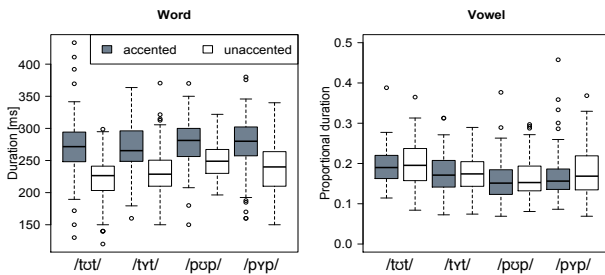 Word
Duration [ms]
400
350
300
250
200
150
accented
unaccented
/tʊt/
/tʏt/
/pʊp/
/pʏp/
Vowel
Proportional duration
0.5
0.4
0.3
0.2
0.1
0.0
/tʊt/
/tʏt/
/pʊp/
/pʏp/